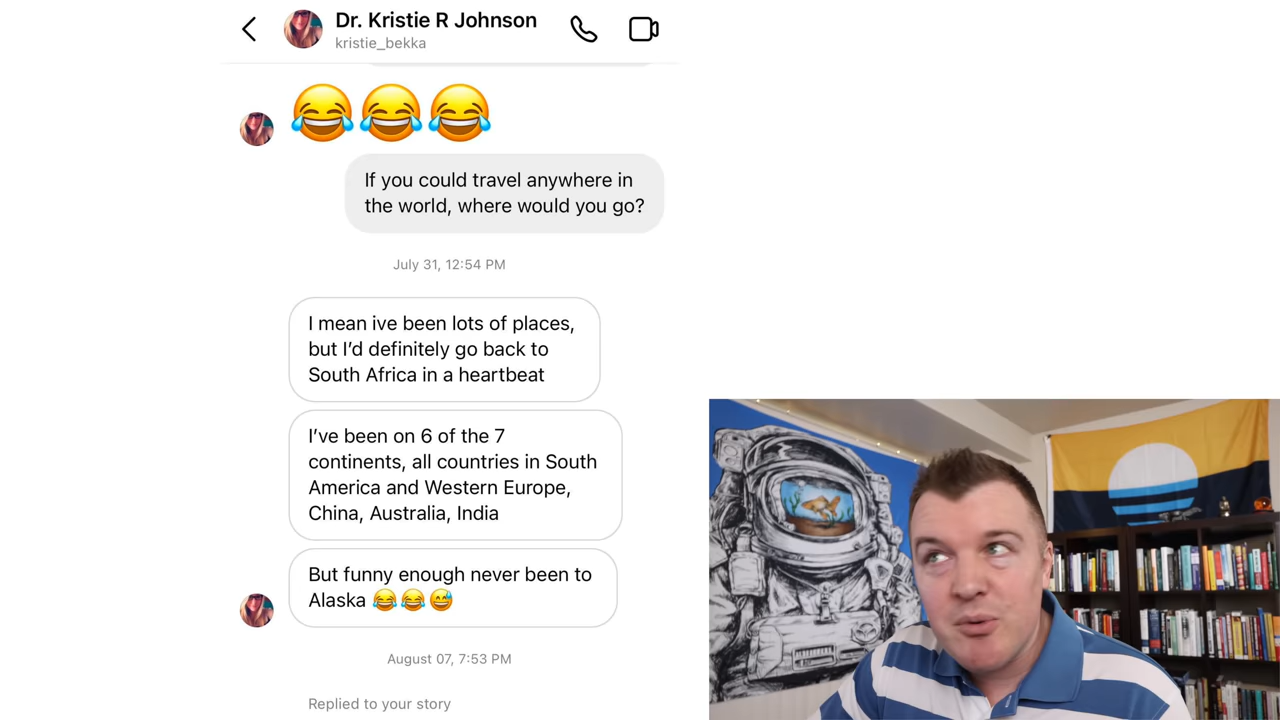 Dr. Kristie R Johnson
kristie_bekka
😂😂😂
If you could travel anywhere in
the world, where would you go?
July 31, 12:54 PM
I mean ive been lots of places,
but I'd definitely go back to
South Africa in a heartbeat
I've been on 6 of the 7
continents, all countries in South
America and Western Europe,
China, Australia, India
But funny enough never been to
Alaska 😂😂😅
August 07, 7:53 PM
Replied to your story